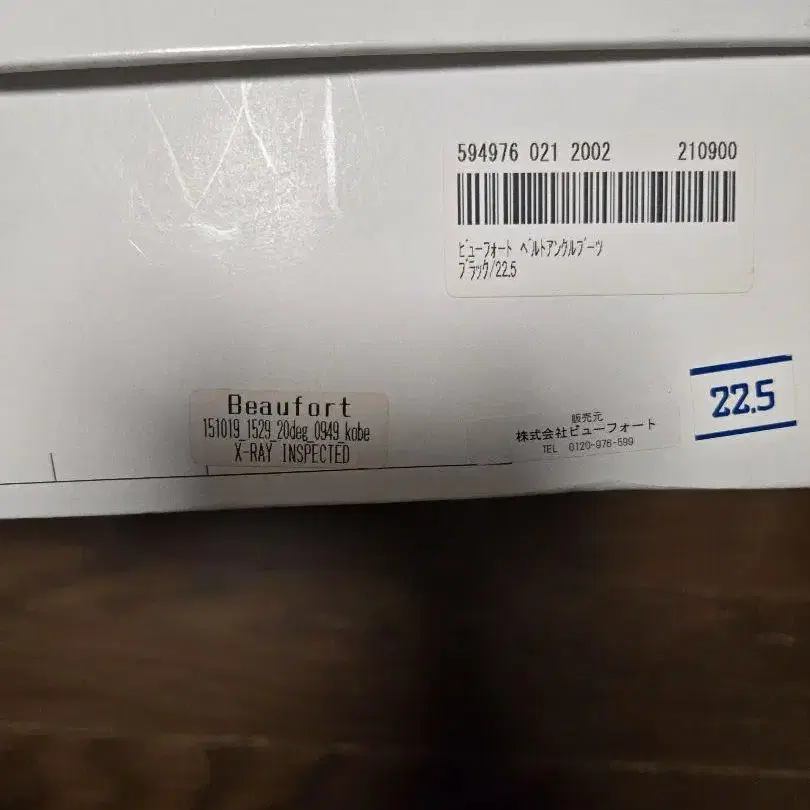 594976 021 2002 210900
ﾋﾞｭｰﾌｫｰﾄ ﾍﾞﾙﾄｱﾝｸﾙﾌﾞｰﾂ
ﾌﾞﾗｯｸ/22.5
22.5
Beaufort
151019_1529_20deg_0949_kobe
X-RAY INSPECTED
販売元
株式会社ビューフォート
TEL 0120-976-599